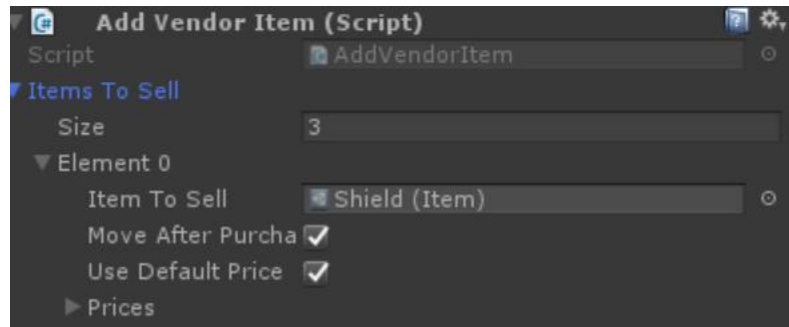 Add Vendor Item (Script)
Script AddVendorItem
Items To Sell
Size 3
Element 0
Item To Sell Shield (Item)
Move After Purcha
Use Default Price
Prices